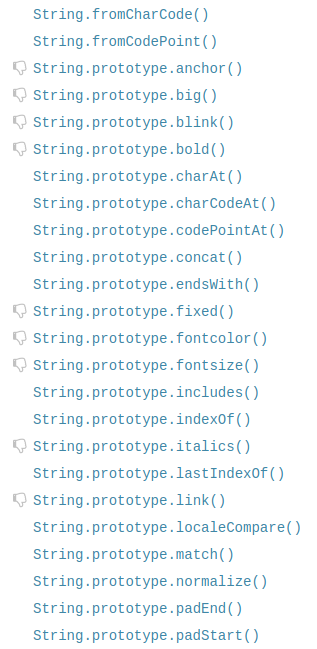 String.fromCharCode()
String.fromCodePoint()
String.prototype.anchor()
String.prototype.big()
String.prototype.blink()
String.prototype.bold()
String.prototype.charAt()
String.prototype.charCodeAt()
String.prototype.codePointAt()
String.prototype.concat()
String.prototype.endsWith()
String.prototype.fixed()
String.prototype.fontcolor()
String.prototype.fontsize()
String.prototype.includes()
String.prototype.indexOf()
String.prototype.italics()
String.prototype.lastIndexOf()
String.prototype.link()
String.prototype.localeCompare()
String.prototype.match()
String.prototype.normalize()
String.prototype.padEnd()
String.prototype.padStart()